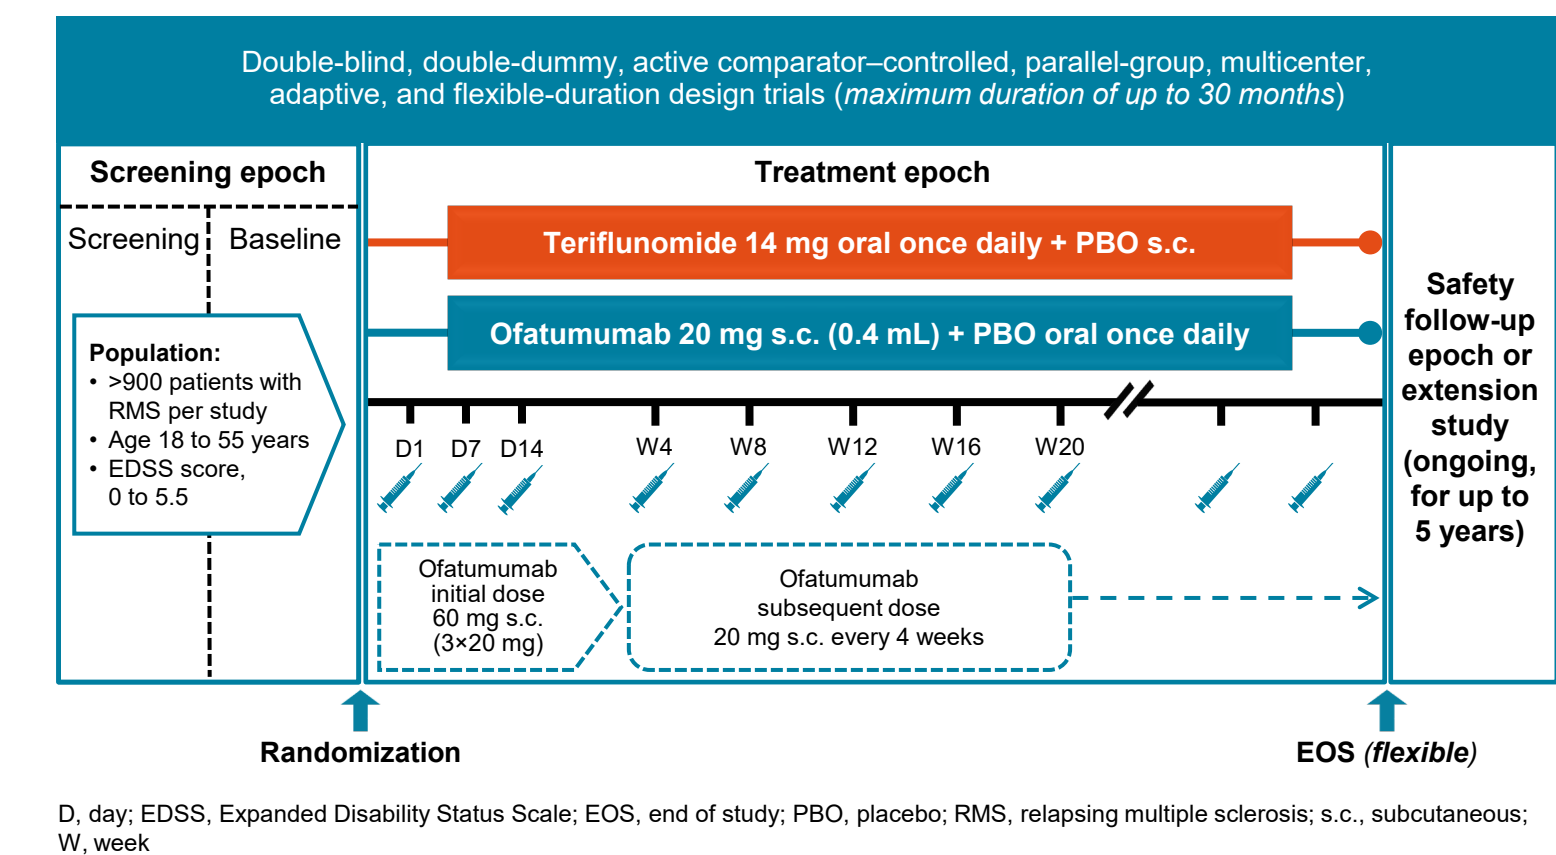 Double-blind, double-dummy, active comparator–controlled, parallel-group, multicenter,
adaptive, and flexible-duration design trials (maximum duration of up to 30 months)
Screening epoch
Screening
Baseline
Population:
• >900 patients with
RMS per study
• Age 18 to 55 years
• EDSS score,
0 to 5.5
Treatment epoch
Teriflunomide 14 mg oral once daily + PBO s.c.
Ofatumumab 20 mg s.c. (0.4 mL) + PBO oral once daily
D1 D7 D14 W4 W8 W12 W16 W20
Ofatumumab
initial dose
60 mg s.c.
(3×20 mg)
Ofatumumab
subsequent dose
20 mg s.c. every 4 weeks
Safety
follow-up
epoch or
extension
study
(ongoing,
for up to
5 years)
Randomization
EOS (flexible)
D, day; EDSS, Expanded Disability Status Scale; EOS, end of study; PBO, placebo; RMS, relapsing multiple sclerosis; s.c., subcutaneous;
W, week